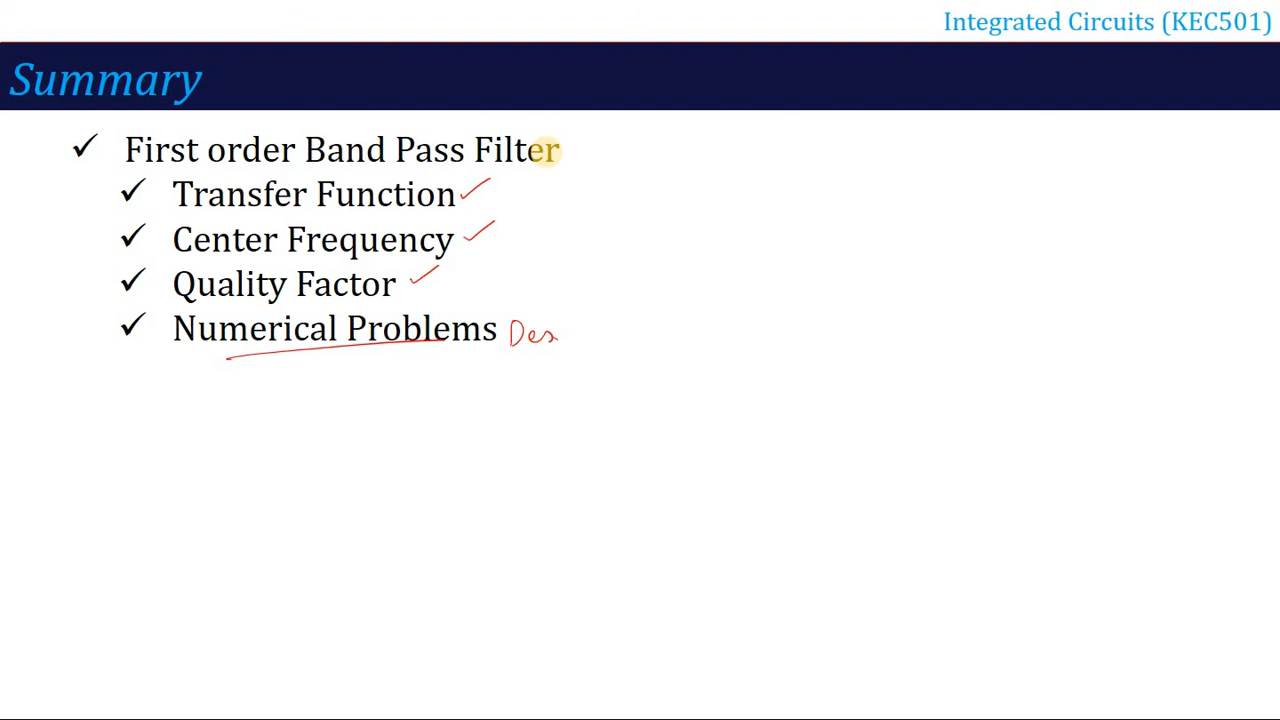 Integrated Circuits (KEC501)
Summary
✓ First order Band Pass Filter
✓ Transfer Function ✓
✓ Center Frequency ✓
✓ Quality Factor ✓
✓ Numerical Problems Des